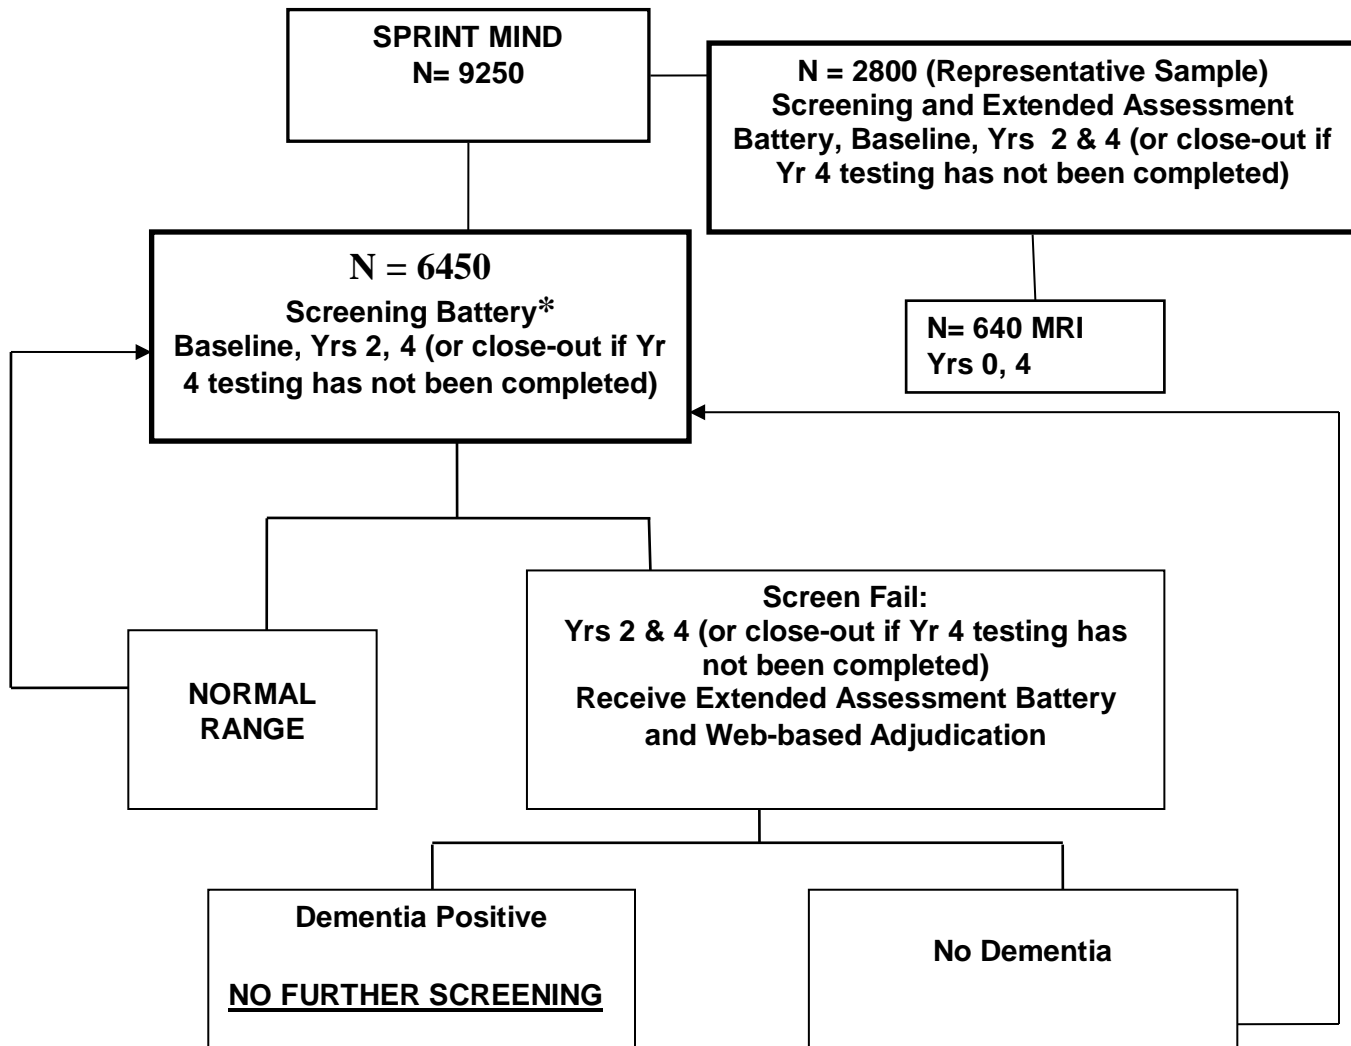 SPRINT MIND
N= 9250
N = 2800 (Representative Sample)
Screening and Extended Assessment
Battery, Baseline, Yrs 2 & 4 (or close-out if
Yr 4 testing has not been completed)
N = 6450
Screening Battery*
Baseline, Yrs 2, 4 (or close-out if Yr
4 testing has not been completed)
N= 640 MRI
Yrs 0, 4
Screen Fail:
Yrs 2 & 4 (or close-out if Yr 4 testing has
not been completed)
Receive Extended Assessment Battery
and Web-based Adjudication
NORMAL
RANGE
Dementia Positive
NO FURTHER SCREENING
No Dementia